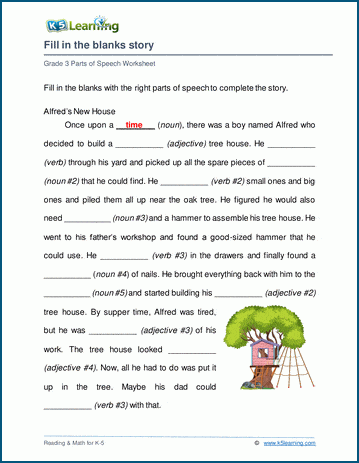 K5 Learning
Fill in the blanks story
Grade 3 Parts of Speech Worksheet
Fill in the blanks with the right parts of speech to complete the story.
Alfred's New House
Once upon a __time__ (noun), there was a boy named Alfred who
decided to build a __________ (adjective) tree house. He __________
(verb) through his yard and picked up all the spare pieces of __________
(noun #2) that he could find. He __________ (verb #2) small ones and big
ones and piled them all up near the oak tree. He figured he would also
need __________ (noun #3) and a hammer to assemble his tree house. He
went to his father's workshop and found a good-sized hammer that he
could use. He __________ (verb #3) in the drawers and finally found a
__________ (noun #4) of nails. He brought everything back with him to the
__________ (noun #5) and started building his __________ (adjective #2)
tree house. By supper time, Alfred was tired,
but he was __________ (adjective #3) of his
work. The tree house looked __________
(adjective #4). Now, all he had to do was put it
up in the tree. Maybe his dad could
__________ (verb #3) with that.
Reading & Math for K-5
© www.k5learning.com